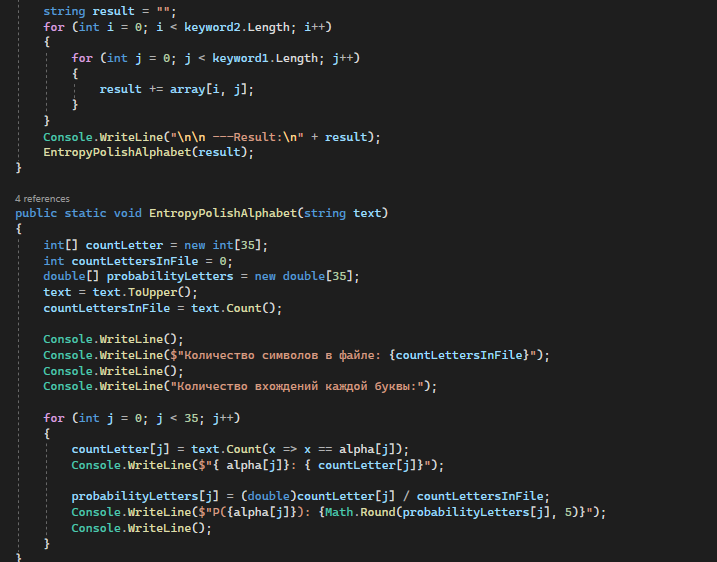 string result = "";
for (int i = 0; i < keyword2.Length; i++)
{
for (int j = 0; j < keyword1.Length; j++)
{
result += array[i, j];
}
}
Console.WriteLine("\n\n ---Result:\n" + result);
EntropyPolishAlphabet(result);
}
4 references
public static void EntropyPolishAlphabet(string text)
{
int[] countLetter = new int[35];
int countLettersInFile = 0;
double[] probabilityLetters = new double[35];
text = text.ToUpper();
countLettersInFile = text.Count();
Console.WriteLine();
Console.WriteLine($"Количество символов в файле: {countLettersInFile}");
Console.WriteLine();
Console.WriteLine("Количество вхождений каждой буквы:");
for (int j = 0; j < 35; j++)
{
countLetter[j] = text.Count(x => x == alpha[j]);
Console.WriteLine($"{ alpha[j]}: { countLetter[j]}");
probabilityLetters[j] = (double)countLetter[j] / countLettersInFile;
Console.WriteLine($"P({alpha[j]}): {Math.Round(probabilityLetters[j], 5)}");
Console.WriteLine();
}
}